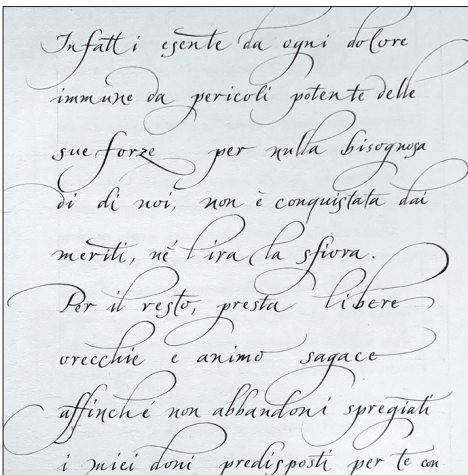 Infatti esente da ogni dolore
immune da pericoli potente delle
sue forze per nulla bisognosa
di di noi, non è conquistata dai
meriti, nè l ira la sfiora.
Per il resto, presta libere
orecchie e animo sagace
affinché non abbandoni spregiati
i miei doni predisposti per te con